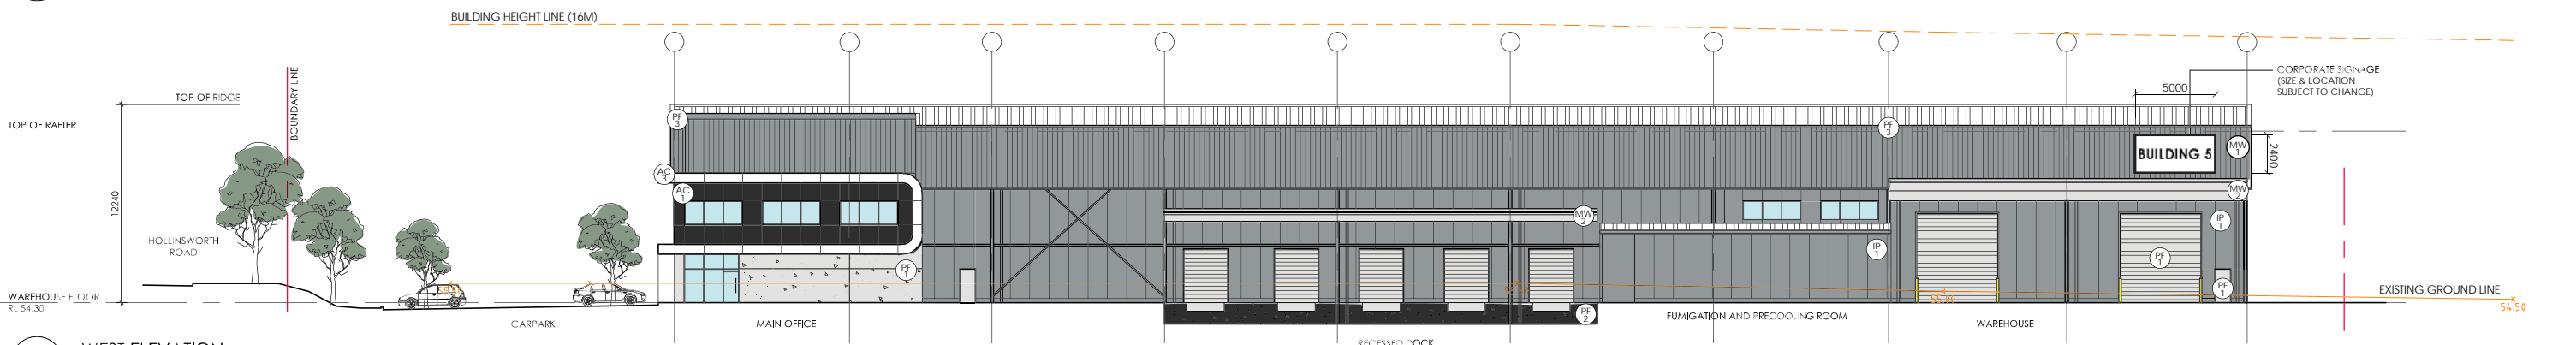 BUILDING HEIGHT LINE (16M)
TOP OF RIDGE
BOUNDARY LINE
TOP OF RAFTER
CORPORATE SIGNAGE
(SIZE & LOCATION
SUBJECT TO CHANGE)
5000
PF
3
PF
3
BUILDING 5
MW
1
2400
AC
3
AC
1
MW
2
12240
MW
2
IP
1
HOLLINSWORTH
ROAD
IP
1
PF
1
PF
1
PF
1
WAREHOUSE FLOOR
RL 54.30
EXISTING GROUND LINE
54.50
PF
2
CARPARK
MAIN OFFICE
FUMIGATION AND PRECOOLING ROOM
WAREHOUSE
RECESSED DOCK
WEST ELEVATION